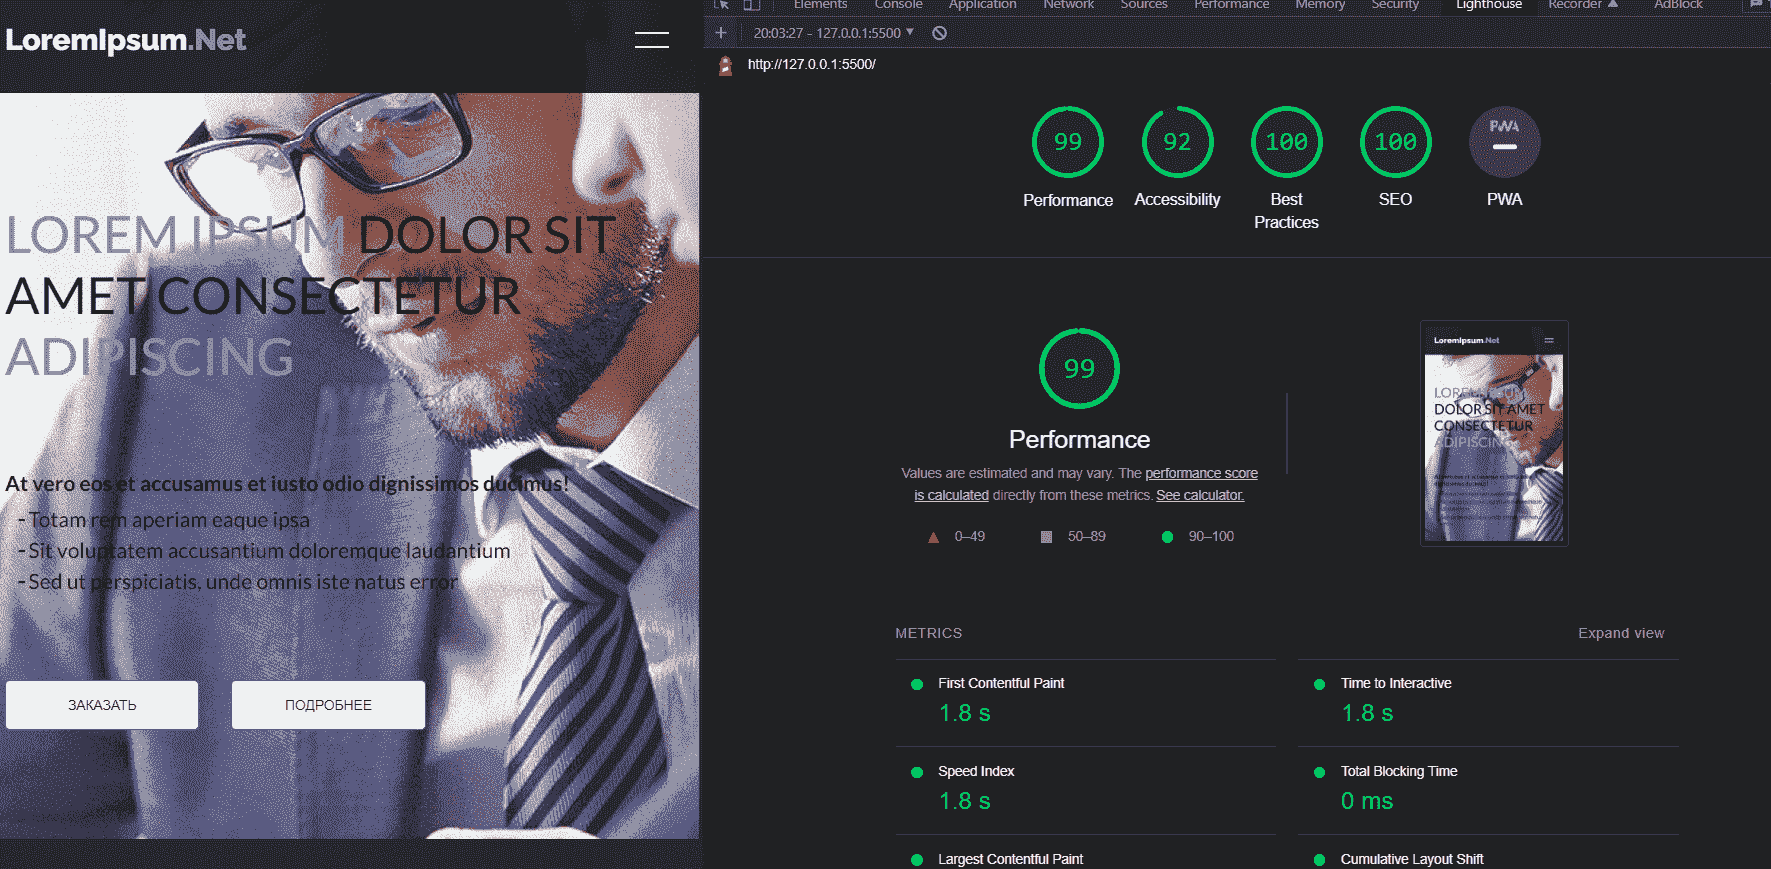 LoremIpsum.Net
LOREM IPSUM DOLOR SIT
AMET CONSECTETUR
ADIPISCING
At vero eos et accusamus et iusto odio dignissimos ducimus!
- Totam rem aperiam eaque ipsa
- Sit voluptatem accusantium doloremque laudantium
- Sed ut perspiciatis, unde omnis iste natus error
ЗАКАЗАТЬ
ПОДРОБНЕЕ
Elements Console Application Network Sources Performance Memory Security Lighthouse Recorder AdBlock
20:03:27 - 127.0.0.1:5500
http://127.0.0.1:5500/
99
Performance
92
Accessibility
100
Best
Practices
100
SEO
PWA
PWA
99
Performance
Values are estimated and may vary. The performance score
is calculated directly from these metrics. See calculator.
0–49
50–89
90–100
LoremIpsum.Net
LOREM IPSUM
DOLOR SIT AMET
CONSECTETUR
ADIPISCING
METRICS
Expand view
First Contentful Paint
1.8 s
Time to Interactive
1.8 s
Speed Index
1.8 s
Total Blocking Time
0 ms
Largest Contentful Paint
Cumulative Layout Shift